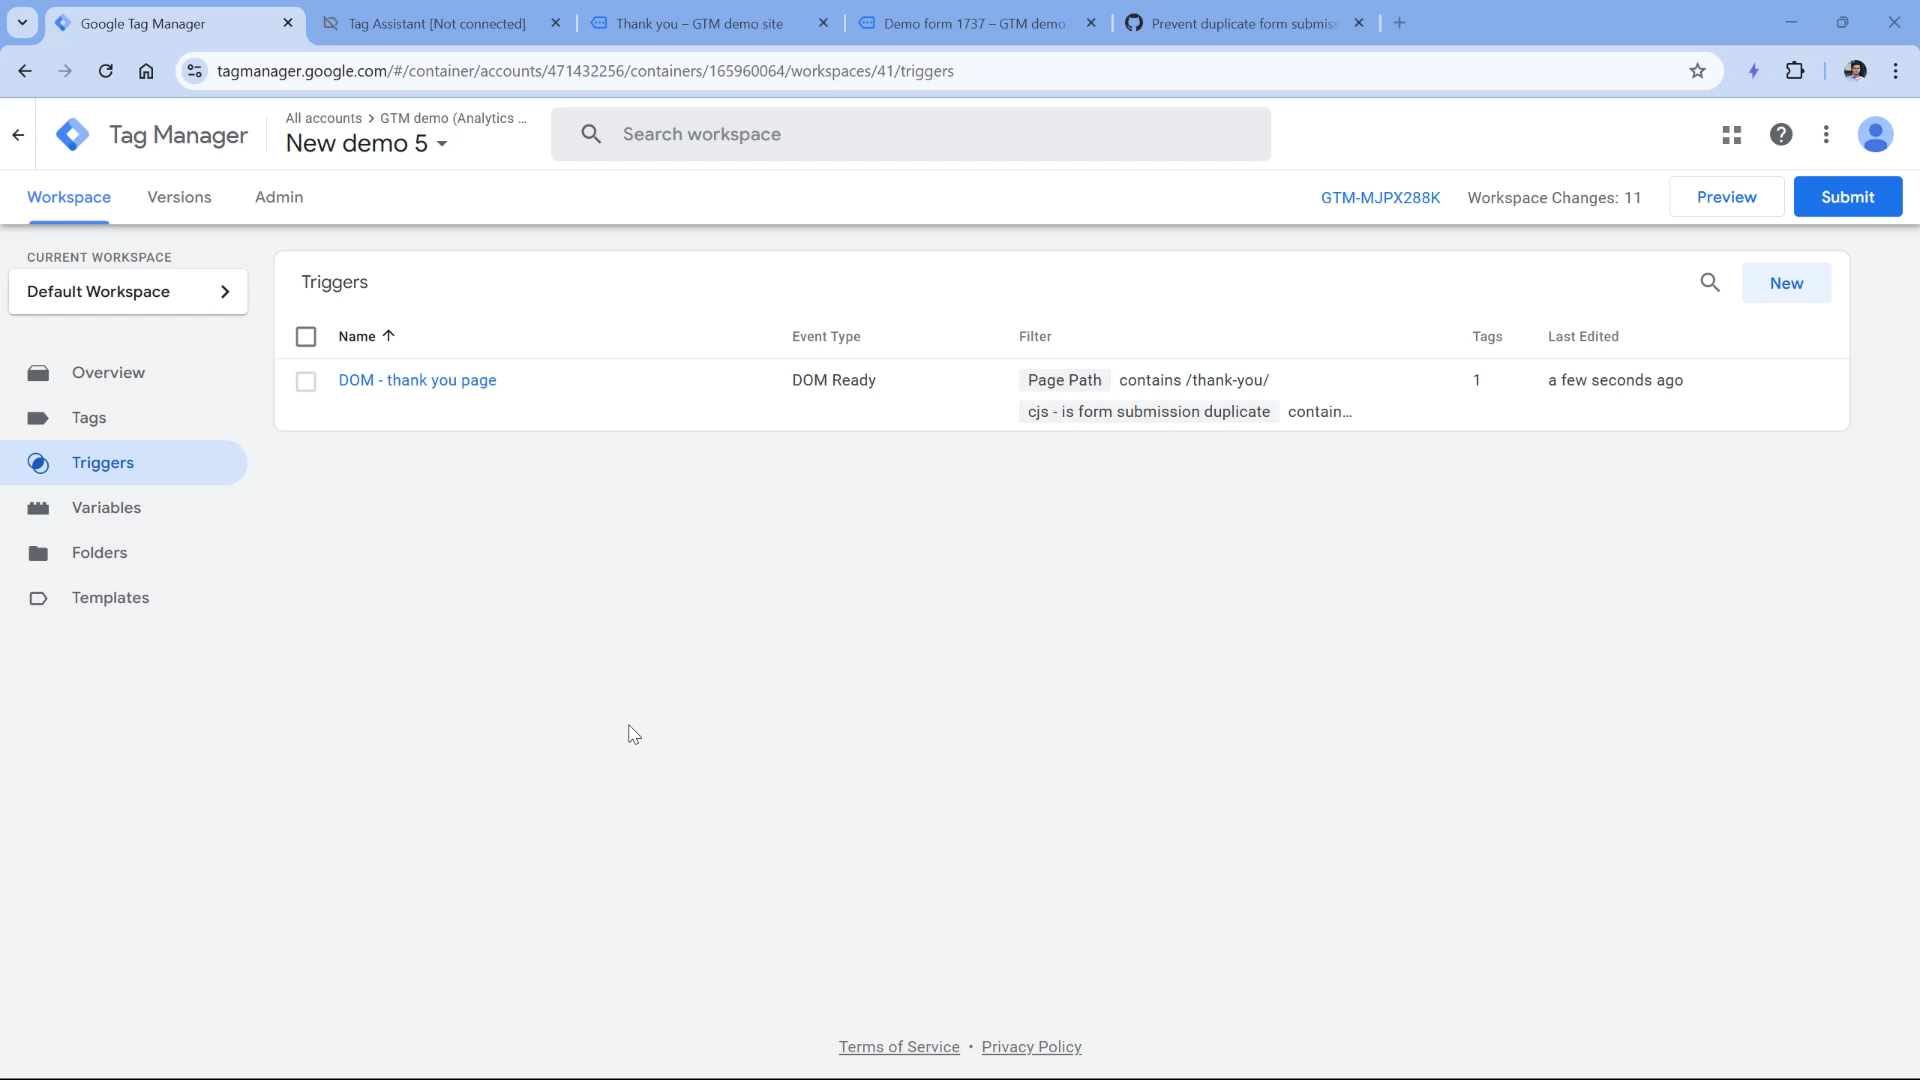 Google Tag Manager
Tag Assistant [Not connected]
Thank you – GTM demo site
Demo form 1737 – GTM demo
Prevent duplicate form submiss
tagmanager.google.com/#/container/accounts/471432256/containers/165960064/workspaces/41/triggers
Tag Manager
All accounts > GTM demo (Analytics ...
New demo 5
Search workspace
Workspace
Versions
Admin
GTM-MJPX288K
Workspace Changes: 11
Preview
Submit
CURRENT WORKSPACE
Default Workspace
Overview
Tags
Triggers
Variables
Folders
Templates
Triggers
New
Name
Event Type
Filter
Tags
Last Edited
DOM - thank you page
DOM Ready
Page Path contains /thank-you/
1
a few seconds ago
cjs - is form submission duplicate contain...
Terms of Service • Privacy Policy